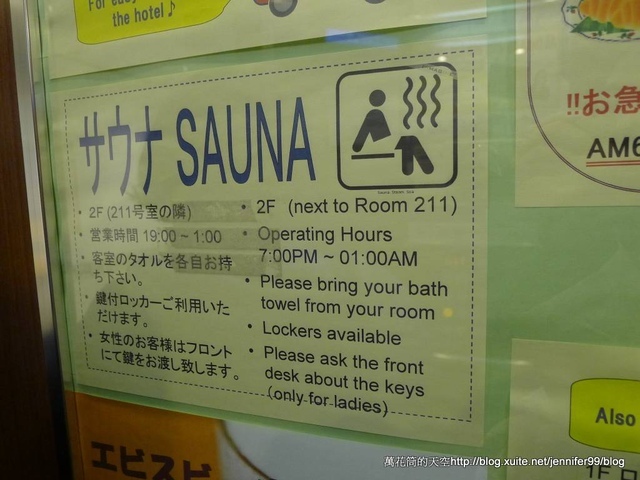 For easy
the hotel♪
サウナ SAUNA
・2F (211号室の隣)
・営業時間 19:00 ~ 1:00
・客室のタオルを各自お持
ち下さい。
・鍵付ロッカーご利用いた
だけます。
・女性のお客様はフロント
にて鍵をお渡し致します。
・2F (next to Room 211)
・Operating Hours
7:00PM ~ 01:00AM
・Please bring your bath
towel from your room
・Lockers available
・Please ask the front
desk about the keys
(only for ladies)
!!お急
AM6
Also
1F ロ
エビスビ
萬花筒的天空http://blog.xuite.net/jennifer99/blog